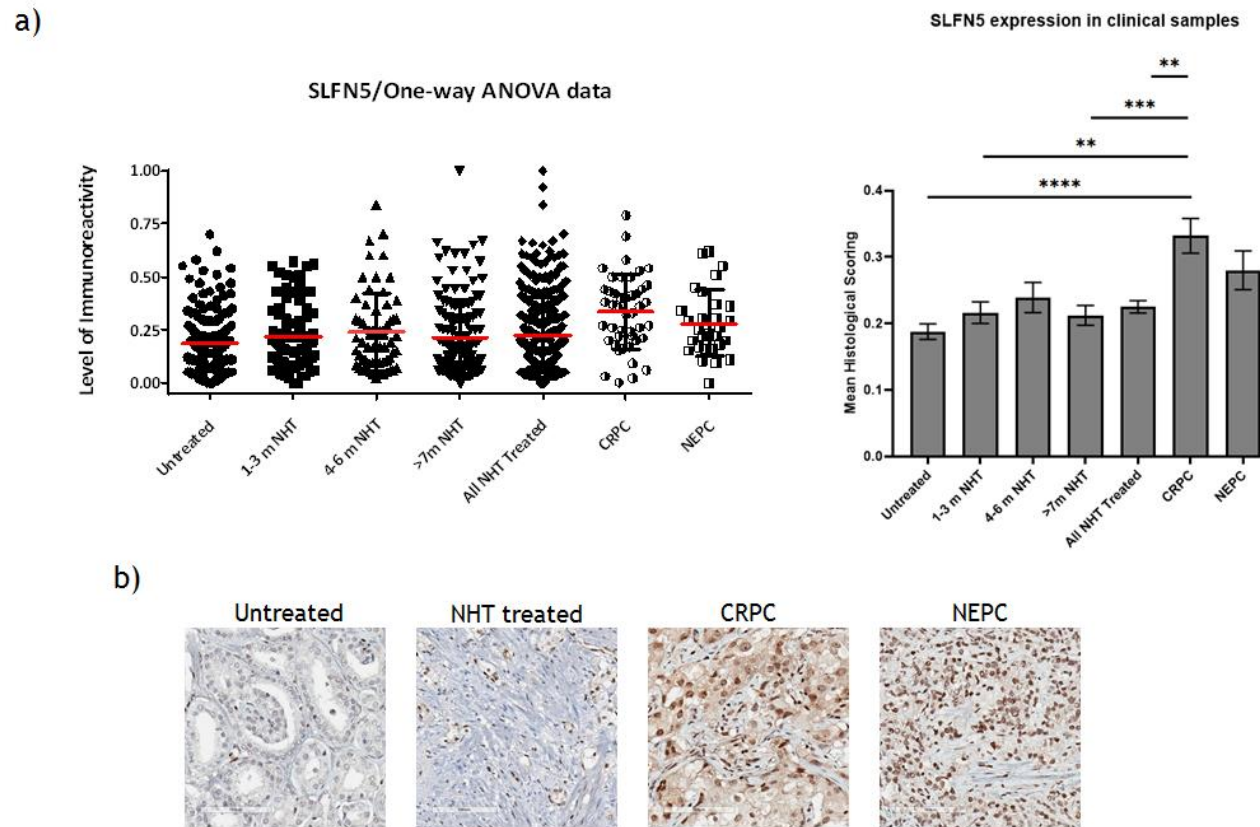 a)
SLFN5/One-way ANOVA data
Level of Immunoreactivity
1.00
0.75
0.50
0.25
0.00
Untreated
1-3 m NHT
4-6 m NHT
>7m NHT
All NHT Treated
CRPC
NEPC
SLFN5 expression in clinical samples
**
***
**
****
Mean Histological Scoring
0.4
0.3
0.2
0.1
0.0
Untreated
1-3 m NHT
4-6 m NHT
>7m NHT
All NHT Treated
CRPC
NEPC
b)
Untreated
NHT treated
CRPC
NEPC